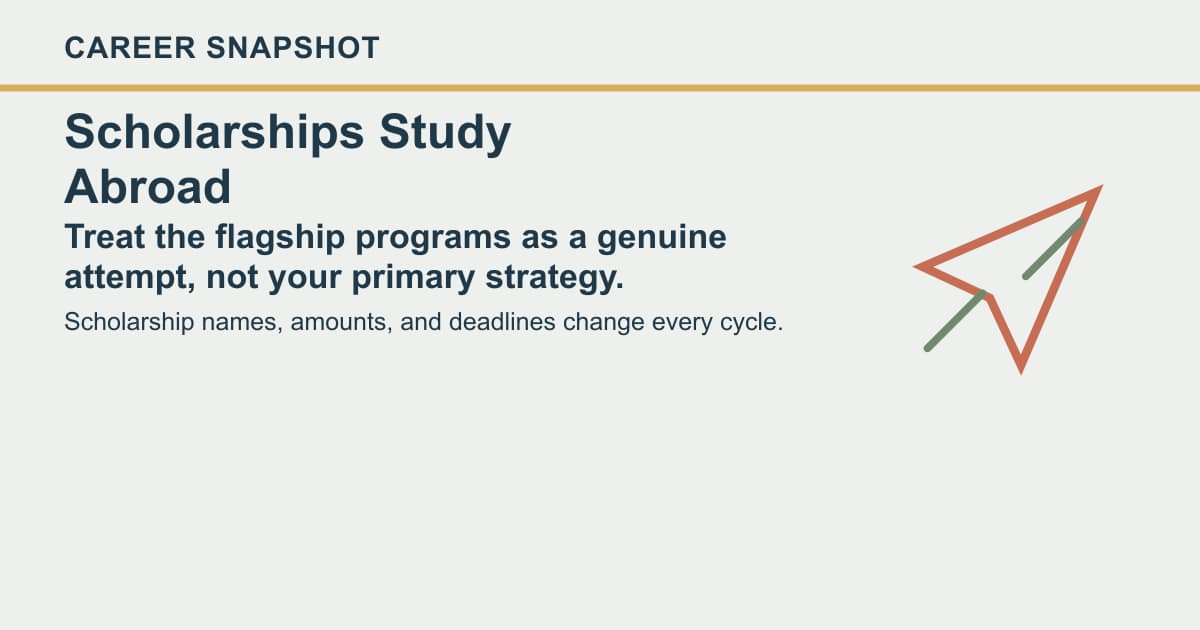 CAREER SNAPSHOT
Scholarships Study
Abroad
Treat the flagship programs as a genuine
attempt, not your primary strategy.
Scholarship names, amounts, and deadlines change every cycle.